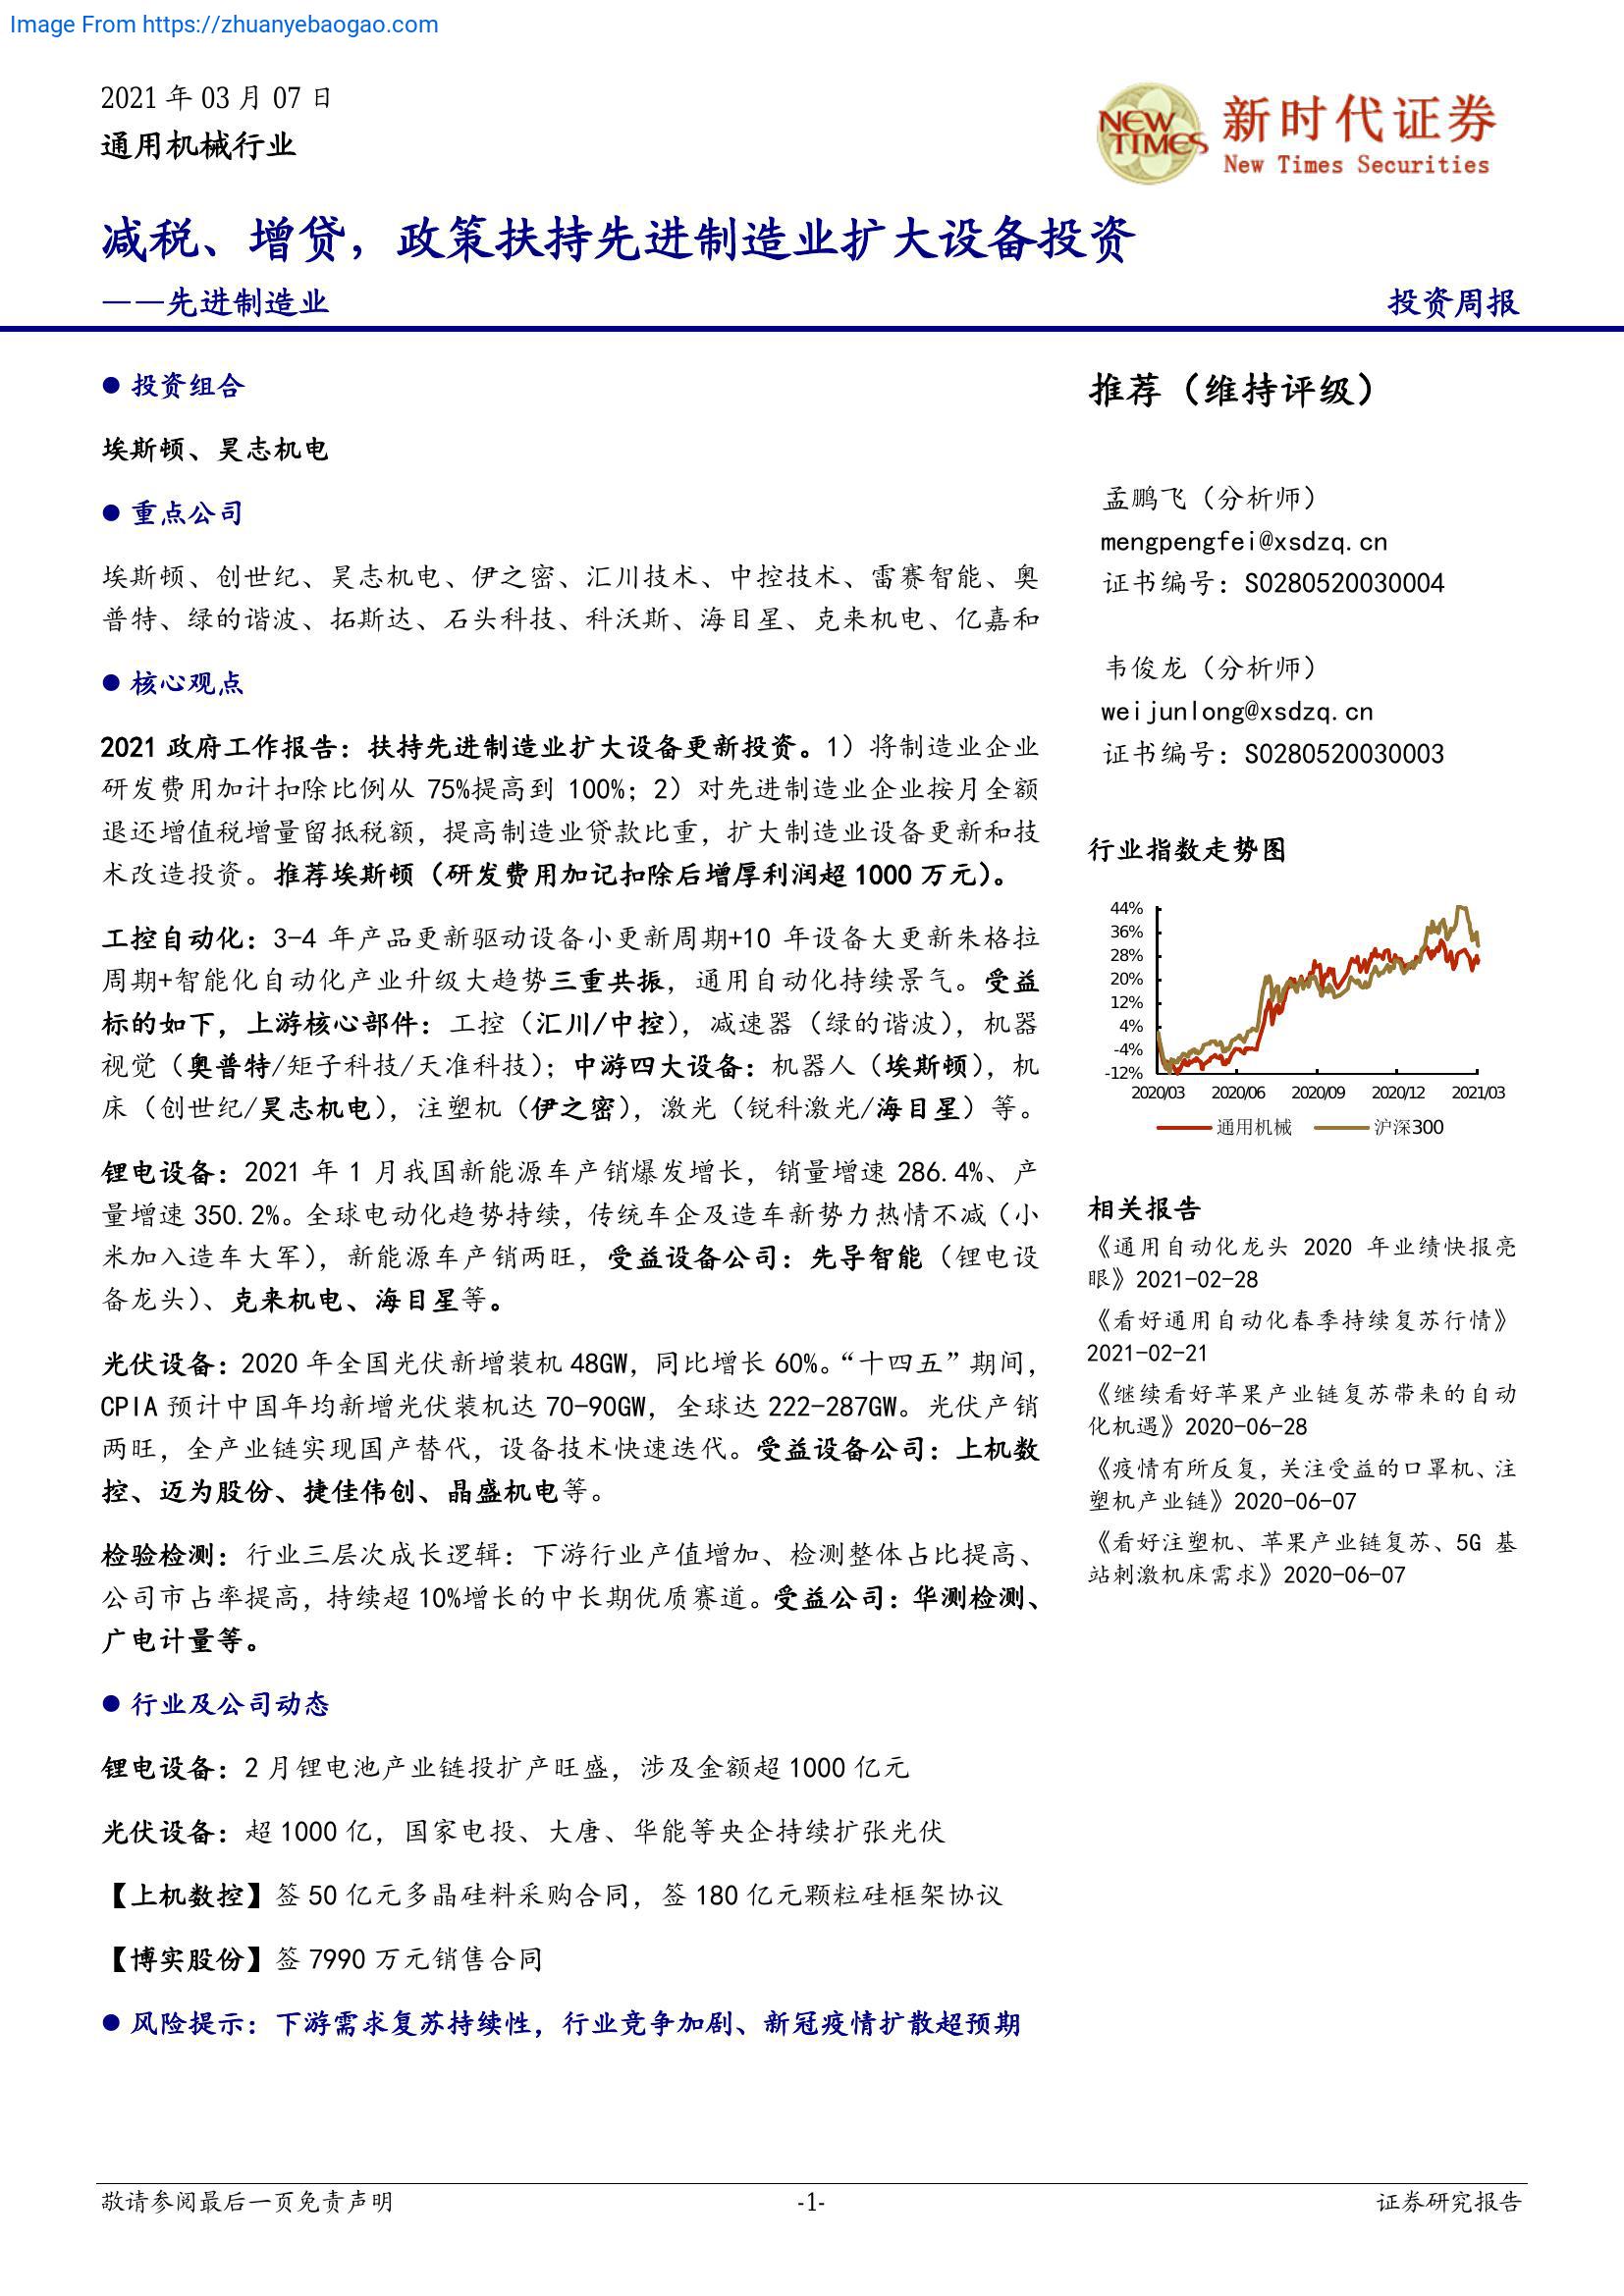 Image From https://zhuanyebaogao.com
2021 年 03 月 07 日
通用机械行业
NEW TIMES
新时代证券
New Times Securities
减税、增贷，政策扶持先进制造业扩大设备投资
——先进制造业
投资周报
● 投资组合
埃斯顿、昊志机电
● 重点公司
埃斯顿、创世纪、昊志机电、伊之密、汇川技术、中控技术、雷赛智能、奥
普特、绿的谐波、拓斯达、石头科技、科沃斯、海目星、克来机电、亿嘉和
● 核心观点
2021 政府工作报告：扶持先进制造业扩大设备更新投资。1）将制造业企业
研发费用加计扣除比例从 75%提高到 100%；2）对先进制造业企业按月全额
退还增值税增量留抵税额，提高制造业贷款比重，扩大制造业设备更新和技
术改造投资。推荐埃斯顿（研发费用加记扣除后增厚利润超 1000 万元）。
工控自动化：3-4 年产品更新驱动设备小更新周期+10 年设备大更新朱格拉
周期+智能化自动化产业升级大趋势三重共振，通用自动化持续景气。受益
标的如下，上游核心部件：工控（汇川/中控），减速器（绿的谐波），机器
视觉（奥普特/矩子科技/天准科技）；中游四大设备：机器人（埃斯顿），机
床（创世纪/昊志机电），注塑机（伊之密），激光（锐科激光/海目星）等。
锂电设备：2021 年 1 月我国新能源车产销爆发增长，销量增速 286.4%、产
量增速 350.2%。全球电动化趋势持续，传统车企及造车新势力热情不减（小
米加入造车大军），新能源车产销两旺，受益设备公司：先导智能（锂电设
备龙头）、克来机电、海目星等。
光伏设备：2020 年全国光伏新增装机 48GW，同比增长 60%。“十四五”期间，
CPIA 预计中国年均新增光伏装机达 70-90GW，全球达 222-287GW。光伏产销
两旺，全产业链实现国产替代，设备技术快速迭代。受益设备公司：上机数
控、迈为股份、捷佳伟创、晶盛机电等。
检验检测：行业三层次成长逻辑：下游行业产值增加、检测整体占比提高、
公司市占率提高，持续超 10%增长的中长期优质赛道。受益公司：华测检测、
广电计量等。
● 行业及公司动态
锂电设备：2 月锂电池产业链投扩产旺盛，涉及金额超 1000 亿元
光伏设备：超 1000 亿，国家电投、大唐、华能等央企持续扩张光伏
【上机数控】签 50 亿元多晶硅料采购合同，签 180 亿元颗粒硅框架协议
【博实股份】签 7990 万元销售合同
● 风险提示：下游需求复苏持续性，行业竞争加剧、新冠疫情扩散超预期
推荐（维持评级）
孟鹏飞（分析师）
mengpengfei@xsdzq.cn
证书编号：S0280520030004
韦俊龙（分析师）
weijunlong@xsdzq.cn
证书编号：S0280520030003
行业指数走势图
44%
36%
28%
20%
12%
4%
-4%
-12%
2020/03 2020/06 2020/09 2020/12 2021/03
通用机械 沪深300
相关报告
《通用自动化龙头 2020 年业绩快报亮
眼》2021-02-28
《看好通用自动化春季持续复苏行情》
2021-02-21
《继续看好苹果产业链复苏带来的自动
化机遇》2020-06-28
《疫情有所反复，关注受益的口罩机、注
塑机产业链》2020-06-07
《看好注塑机、苹果产业链复苏、5G 基
站刺激机床需求》2020-06-07
敬请参阅最后一页免责声明
-1-
证券研究报告